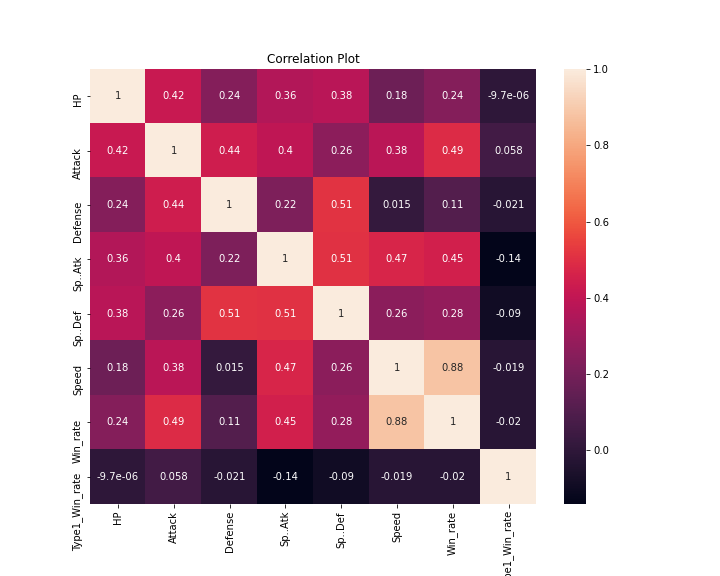 Correlation Plot
HP 1 0.42 0.24 0.36 0.38 0.18 0.24 -9.7e-06
Attack 0.42 1 0.44 0.4 0.26 0.38 0.49 0.058
Defense 0.24 0.44 1 0.22 0.51 0.015 0.11 -0.021
Sp..Atk 0.36 0.4 0.22 1 0.51 0.47 0.45 -0.14
Sp..Def 0.38 0.26 0.51 0.51 1 0.26 0.28 -0.09
Speed 0.18 0.38 0.015 0.47 0.26 1 0.88 -0.019
Win_rate 0.24 0.49 0.11 0.45 0.28 0.88 1 -0.02
Type1_Win_rate -9.7e-06 0.058 -0.021 -0.14 -0.09 -0.019 -0.02 1
HP Attack Defense Sp..Atk Sp..Def Speed Win_rate pe1_Win_rate
1.0
0.8
0.6
0.4
0.2
0.0